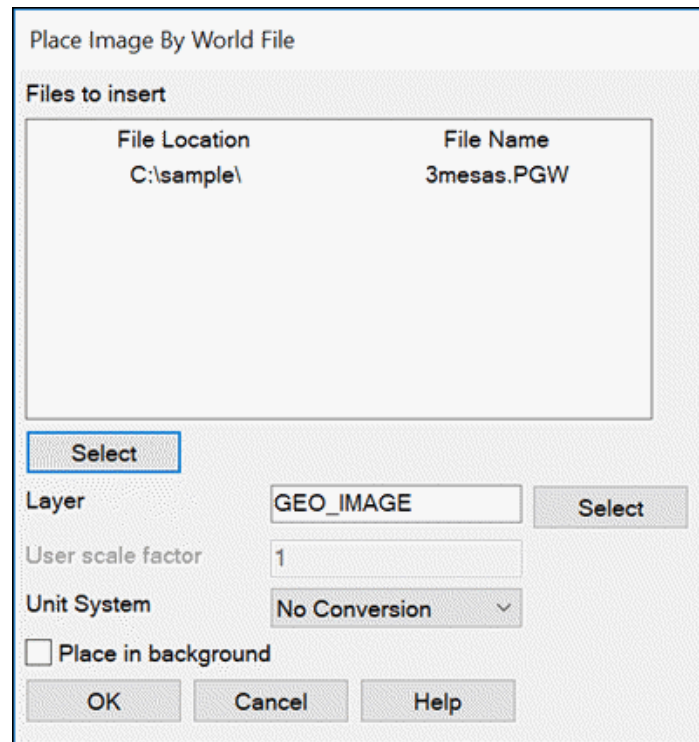 Place Image By World File
Files to insert
File Location File Name
C:\sample\ 3mesas.PGW
Select
Layer GEO_IMAGE Select
User scale factor 1
Unit System No Conversion
Place in background
OK Cancel Help